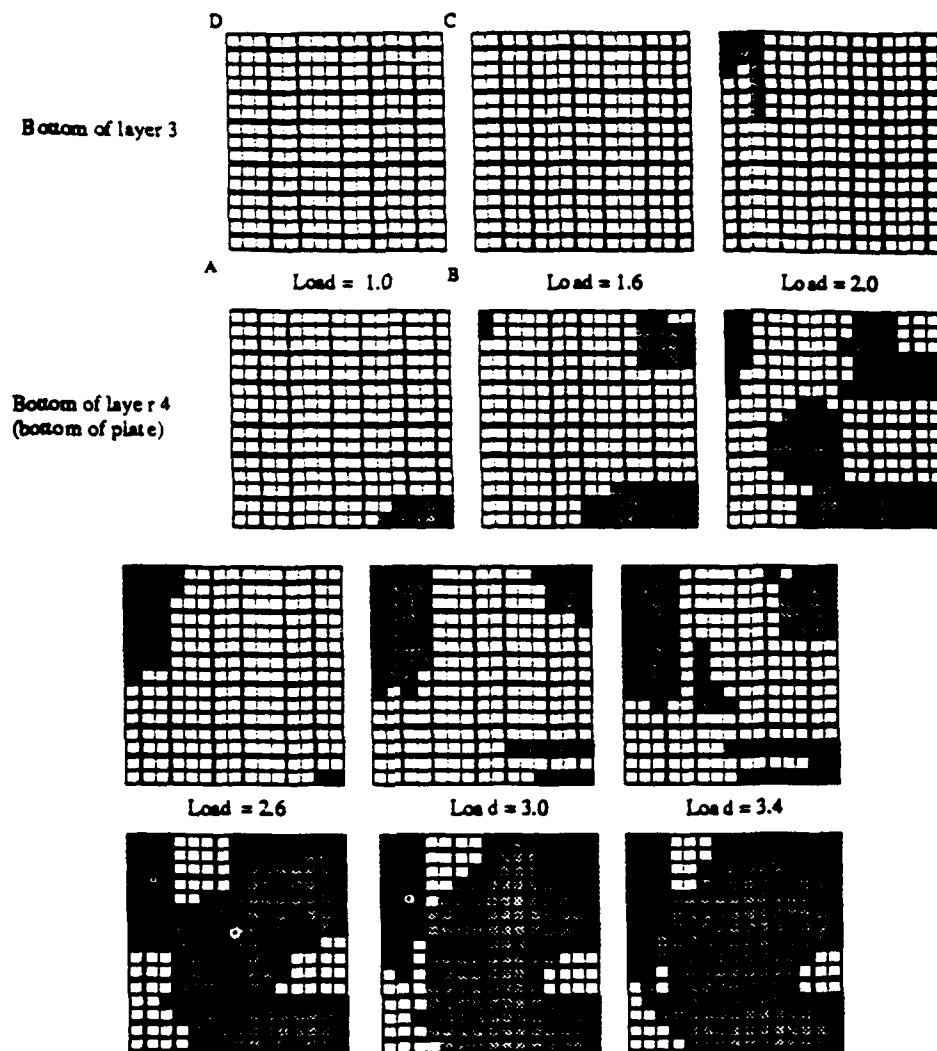 D C
Bottom of layer 3
A Load = 1.0 B Load = 1.6 Load = 2.0
Bottom of layer 4
(bottom of plate)
Load = 2.6 Load = 3.0 Load = 3.4